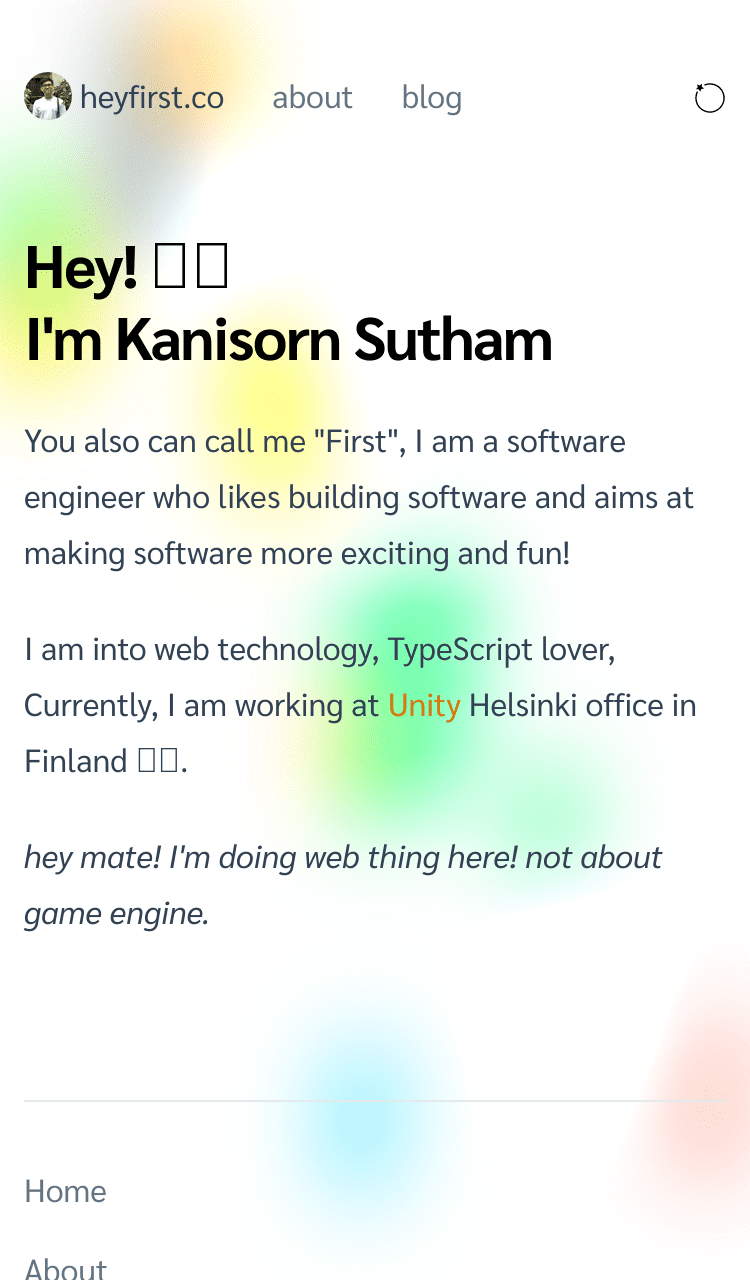 heyfirst.co about blog
Hey! 
I'm Kanisorn Sutham
You also can call me "First", I am a software
engineer who likes building software and aims at
making software more exciting and fun!
I am into web technology, TypeScript lover,
Currently, I am working at Unity Helsinki office in
Finland .
hey mate! I'm doing web thing here! not about
game engine.
Home
About